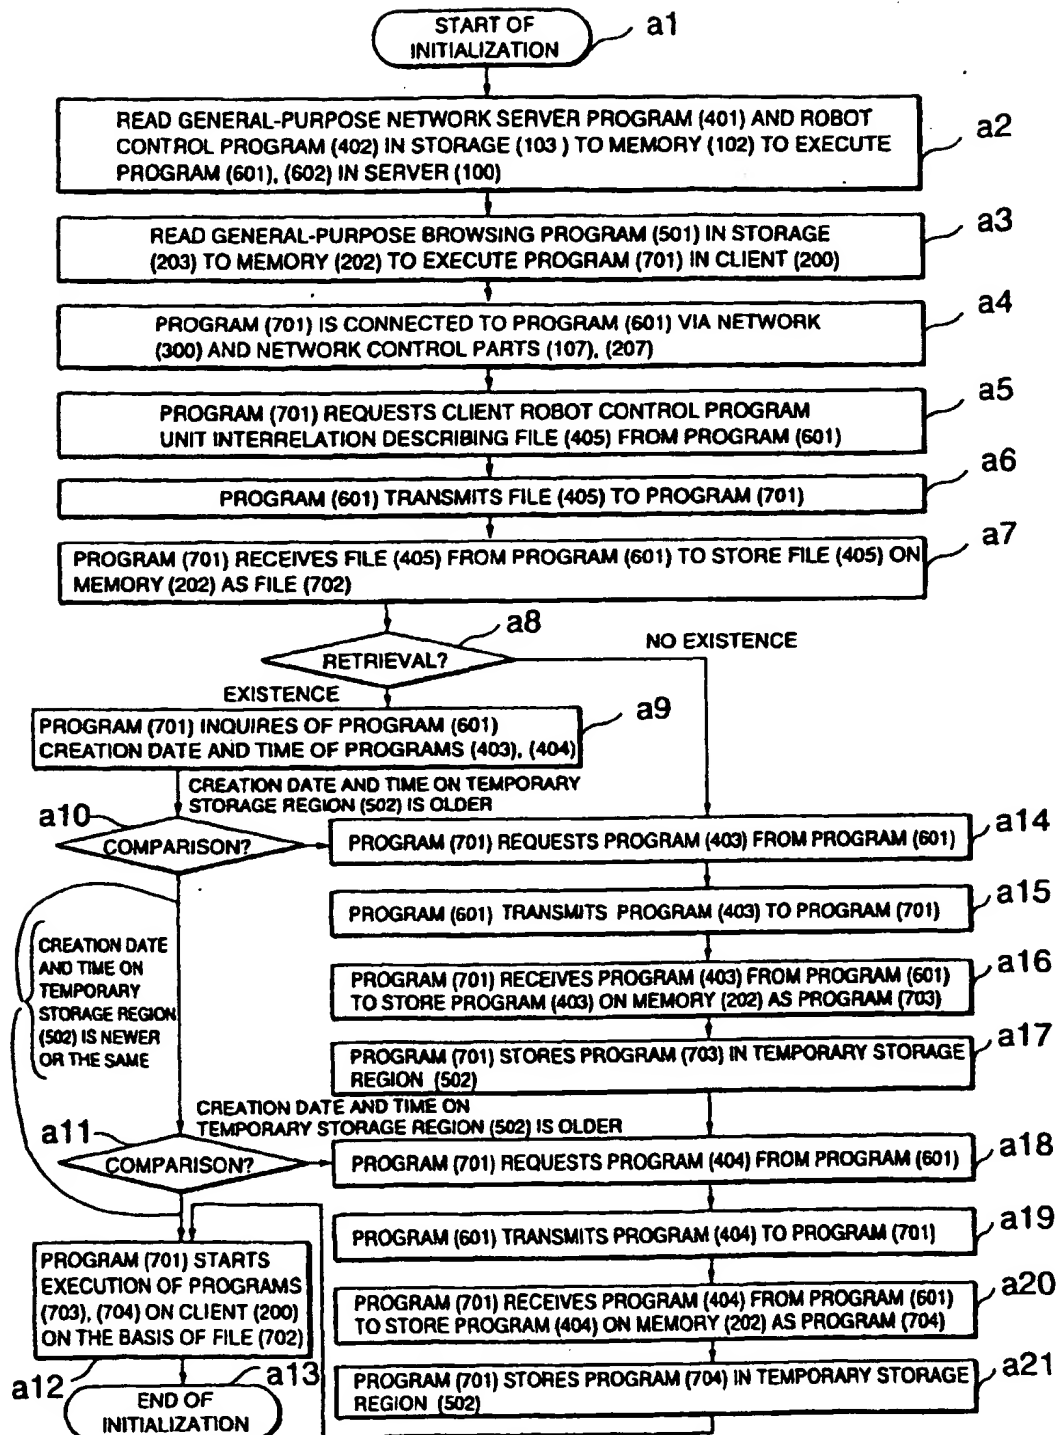 START OF
INITIALIZATION
a1
READ GENERAL-PURPOSE NETWORK SERVER PROGRAM (401) AND ROBOT
CONTROL PROGRAM (402) IN STORAGE (103 ) TO MEMORY (102) TO EXECUTE
PROGRAM (601), (602) IN SERVER (100)
a2
READ GENERAL-PURPOSE BROWSING PROGRAM (501) IN STORAGE
(203) TO MEMORY (202) TO EXECUTE PROGRAM (701) IN CLIENT (200)
a3
PROGRAM (701) IS CONNECTED TO PROGRAM (601) VIA NETWORK
(300) AND NETWORK CONTROL PARTS (107), (207)
a4
PROGRAM (701) REQUESTS CLIENT ROBOT CONTROL PROGRAM
UNIT INTERRELATION DESCRIBING FILE (405) FROM PROGRAM (601)
a5
PROGRAM (601) TRANSMITS FILE (405) TO PROGRAM (701)
a6
PROGRAM (701) RECEIVES FILE (405) FROM PROGRAM (601) TO STORE FILE (405) ON
MEMORY (202) AS FILE (702)
a7
RETRIEVAL?
a8
NO EXISTENCE
EXISTENCE
PROGRAM (701) INQUIRES OF PROGRAM (601)
CREATION DATE AND TIME OF PROGRAMS (403), (404)
a9
CREATION DATE AND TIME ON TEMPORARY
STORAGE REGION (502) IS OLDER
a10
COMPARISON?
PROGRAM (701) REQUESTS PROGRAM (403) FROM PROGRAM (601)
a14
PROGRAM (601) TRANSMITS PROGRAM (403) TO PROGRAM (701)
a15
CREATION DATE
AND TIME ON
TEMPORARY
STORAGE REGION
(502) IS NEWER
OR THE SAME
PROGRAM (701) RECEIVES PROGRAM (403) FROM PROGRAM (601)
TO STORE PROGRAM (403) ON MEMORY (202) AS PROGRAM (703)
a16
PROGRAM (701) STORES PROGRAM (703) IN TEMPORARY STORAGE
REGION (502)
a17
CREATION DATE AND TIME ON
TEMPORARY STORAGE REGION (502) IS OLDER
a11
COMPARISON?
PROGRAM (701) REQUESTS PROGRAM (404) FROM PROGRAM (601)
a18
PROGRAM (601) TRANSMITS PROGRAM (404) TO PROGRAM (701)
a19
PROGRAM (701) STARTS
EXECUTION OF PROGRAMS
(703), (704) ON CLIENT (200)
ON THE BASIS OF FILE (702)
a12
PROGRAM (701) RECEIVES PROGRAM (404) FROM PROGRAM (601)
TO STORE PROGRAM (404) ON MEMORY (202) AS PROGRAM (704)
a20
PROGRAM (701) STORES PROGRAM (704) IN TEMPORARY STORAGE
REGION (502)
a21
a13
END OF
INITIALIZATION